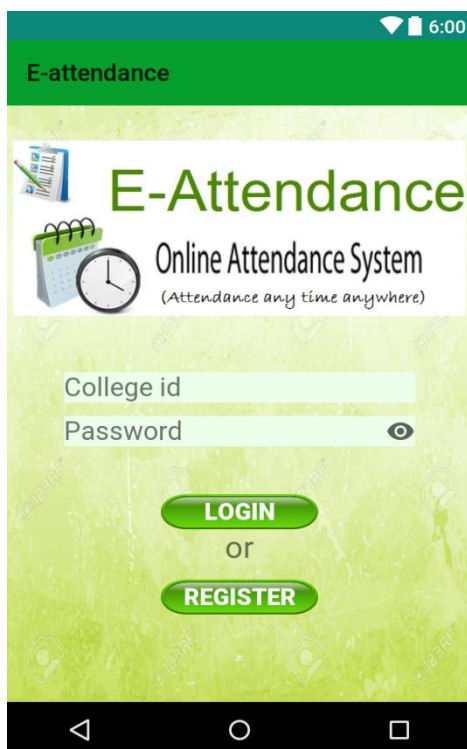 6:00
E-attendance
E-Attendance
Online Attendance System
(Attendance any time anywhere)
College id
Password
LOGIN
or
REGISTER